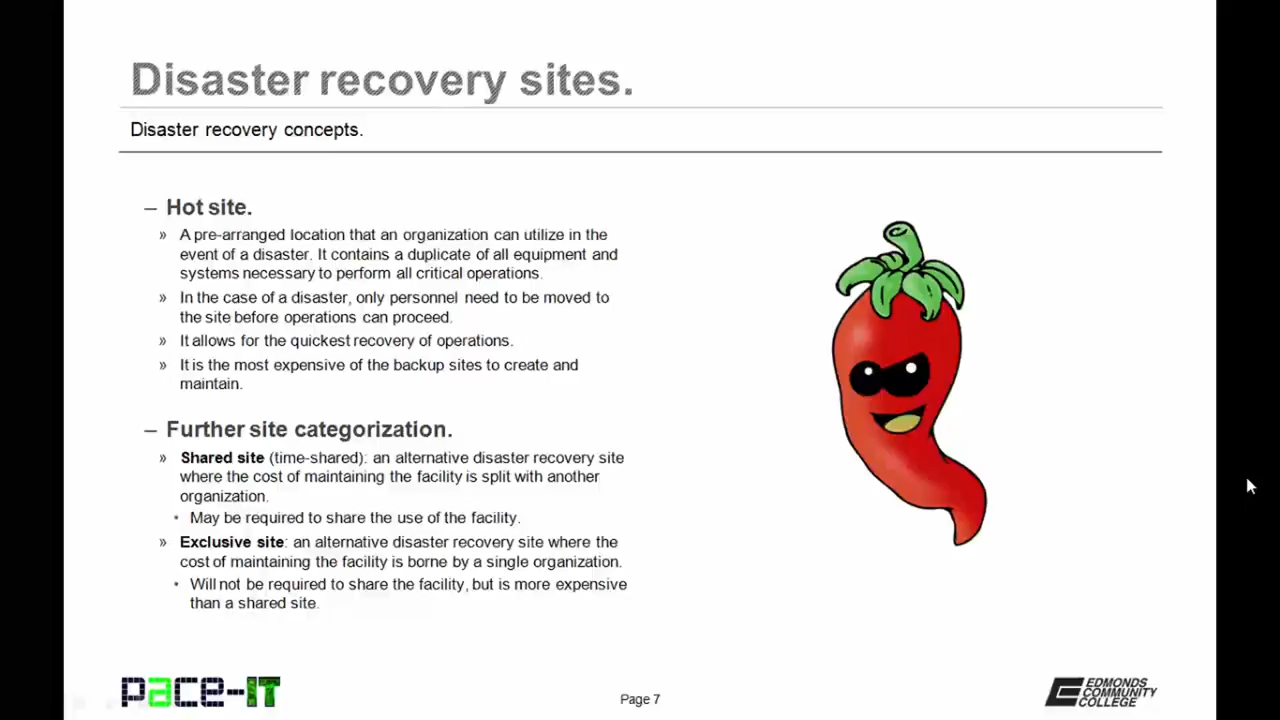 Disaster recovery sites.
Disaster recovery concepts.
– Hot site.
» A pre-arranged location that an organization can utilize in the
event of a disaster. It contains a duplicate of all equipment and
systems necessary to perform all critical operations.
» In the case of a disaster, only personnel need to be moved to
the site before operations can proceed.
» It allows for the quickest recovery of operations.
» It is the most expensive of the backup sites to create and
maintain.
– Further site categorization.
» Shared site (time-shared): an alternative disaster recovery site
where the cost of maintaining the facility is split with another
organization.
• May be required to share the use of the facility.
» Exclusive site: an alternative disaster recovery site where the
cost of maintaining the facility is borne by a single organization.
• Will not be required to share the facility, but is more expensive
than a shared site.
pace-IT
Page 7
EDMONDS
COMMUNITY
COLLEGE